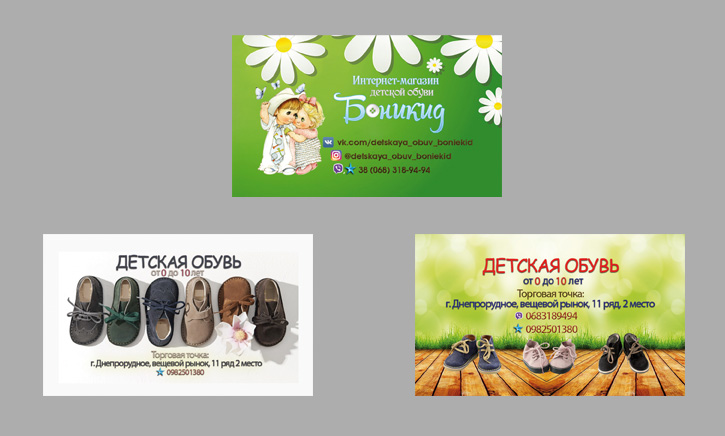 Интернет-магазин
детской обуви
Боникид
vk.com/detskaya_obuv_boniekid
@detskaya_obuv_boniekid
38 (068) 318-94-94
ДЕТСКАЯ ОБУВЬ
от 0 до 10 лет
Торговая точка:
г. Днепрорудное, вещевой рынок, 11 ряд, 2 место
0982501380
ДЕТСКАЯ ОБУВЬ
от 0 до 10 лет
Торговая точка:
г. Днепрорудное, вещевой рынок, 11 ряд, 2 место
0683189494
0982501380